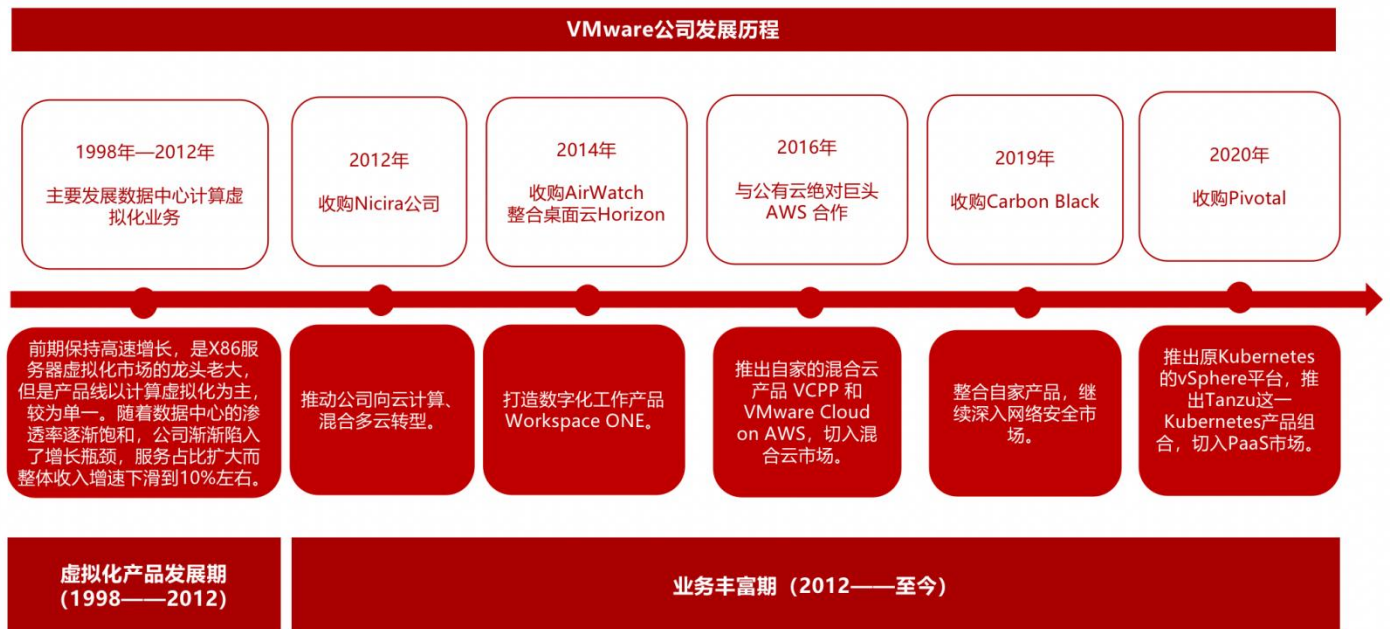 VMware公司发展历程
1998年—2012年
主要发展数据中心计算虚
拟化业务
2012年
收购Nicira公司
2014年
收购AirWatch
整合桌面云Horizon
2016年
与公有云绝对巨头
AWS 合作
2019年
收购Carbon Black
2020年
收购Pivotal
前期保持高速增长，是X86服
务器虚拟化市场的龙头老大，
但是产品线以计算虚拟化为主，
较为单一。随着数据中心的渗
透率逐渐饱和，公司渐渐陷入
了增长瓶颈，服务占比扩大而
整体收入增速下滑到10%左右。
推动公司向云计算、
混合多云转型。
打造数字化工作产品
Workspace ONE。
推出自家的混合云
产品 VCPP 和
VMware Cloud
on AWS，切入混
合云市场。
整合自家产品，继
续深入网络安全市
场。
推出原Kubernetes
的vSphere平台，推
出Tanzu这一
Kubernetes产品组
合，切入PaaS市场。
虚拟化产品发展期
（1998——2012）
业务丰富期（2012——至今）